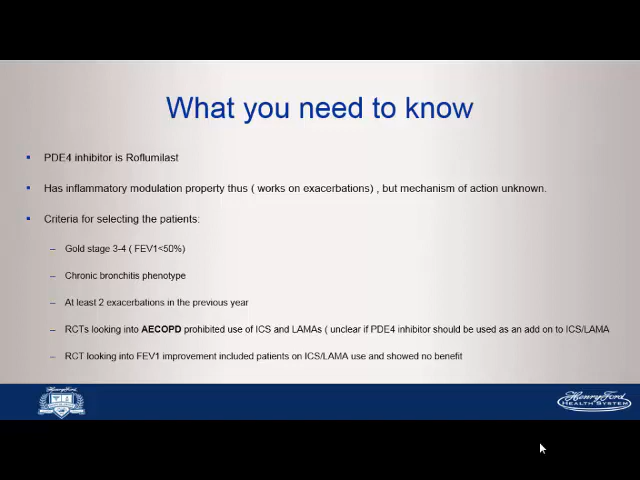 What you need to know
PDE4 inhibitor is Roflumilast
Has inflammatory modulation property thus ( works on exacerbations) , but mechanism of action unknown.
Criteria for selecting the patients:
– Gold stage 3-4 ( FEV1<50%)
– Chronic bronchitis phenotype
– At least 2 exacerbations in the previous year
– RCTs looking into AECOPD prohibited use of ICS and LAMAs ( unclear if PDE4 inhibitor should be used as an add on to ICS/LAMA
– RCT looking into FEV1 improvement included patients on ICS/LAMA use and showed no benefit
Henry Ford
HEALTH SYSTEM